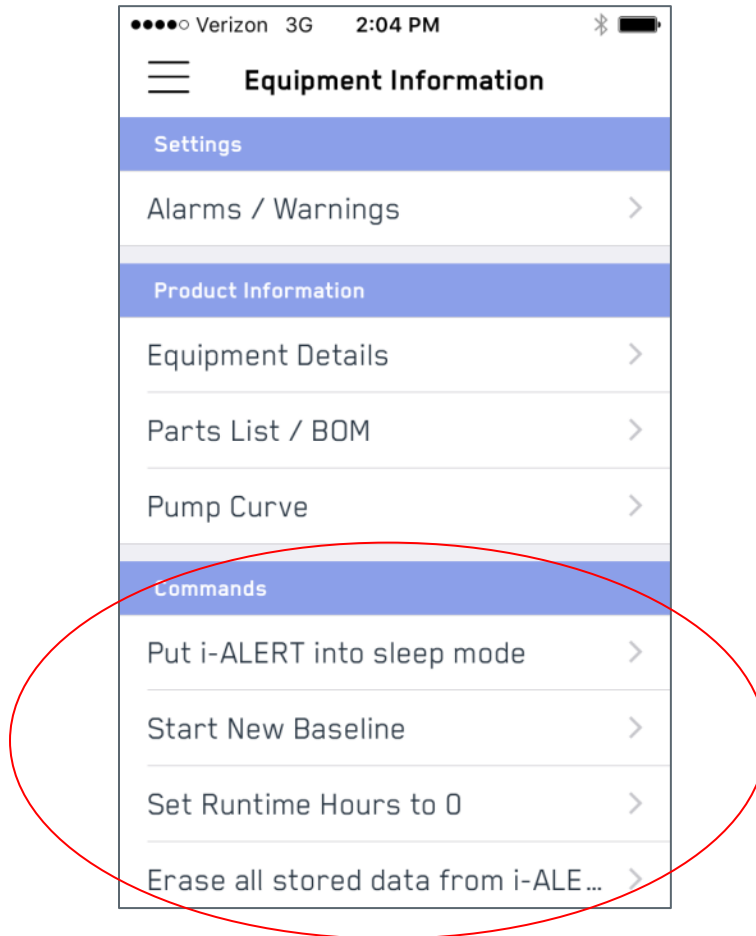 Verizon 3G 2:04 PM
Equipment Information
Settings
Alarms / Warnings
Product Information
Equipment Details
Parts List / BOM
Pump Curve
Commands
Put i-ALERT into sleep mode
Start New Baseline
Set Runtime Hours to 0
Erase all stored data from i-ALE...